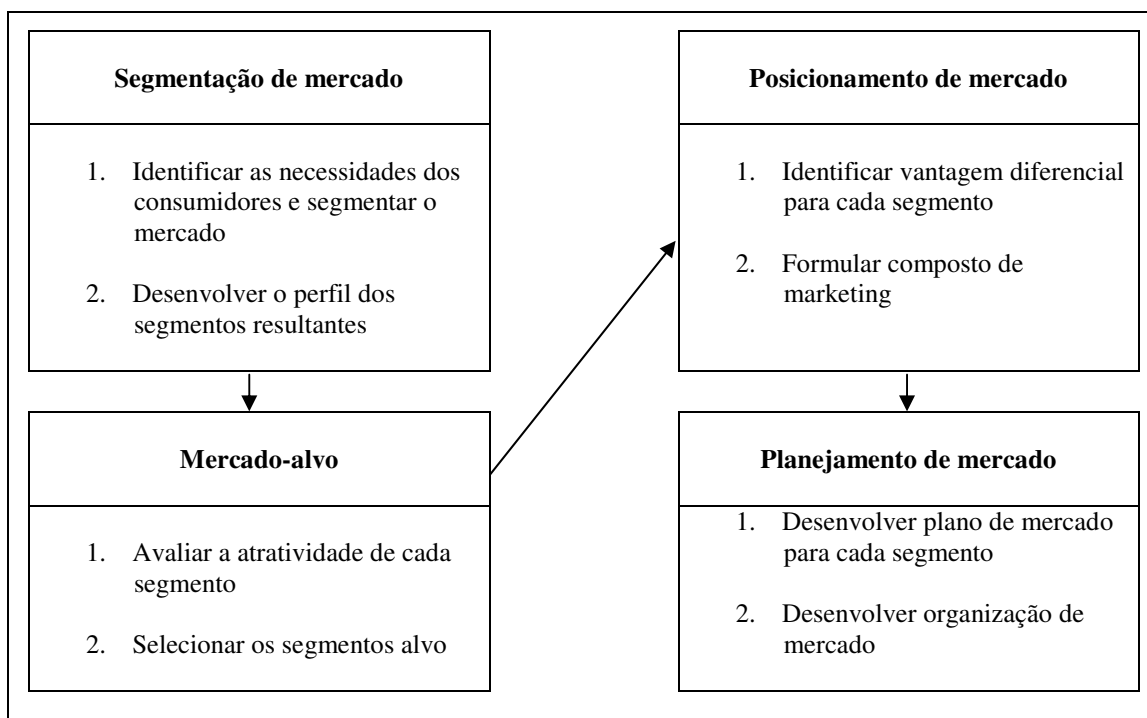 Segmentação de mercado
1. Identificar as necessidades dos
consumidores e segmentar o
mercado
2. Desenvolver o perfil dos
segmentos resultantes
Mercado-alvo
1. Avaliar a atratividade de cada
segmento
2. Selecionar os segmentos alvo
Posicionamento de mercado
1. Identificar vantagem diferencial
para cada segmento
2. Formular composto de
marketing
Planejamento de mercado
1. Desenvolver plano de mercado
para cada segmento
2. Desenvolver organização de
mercado